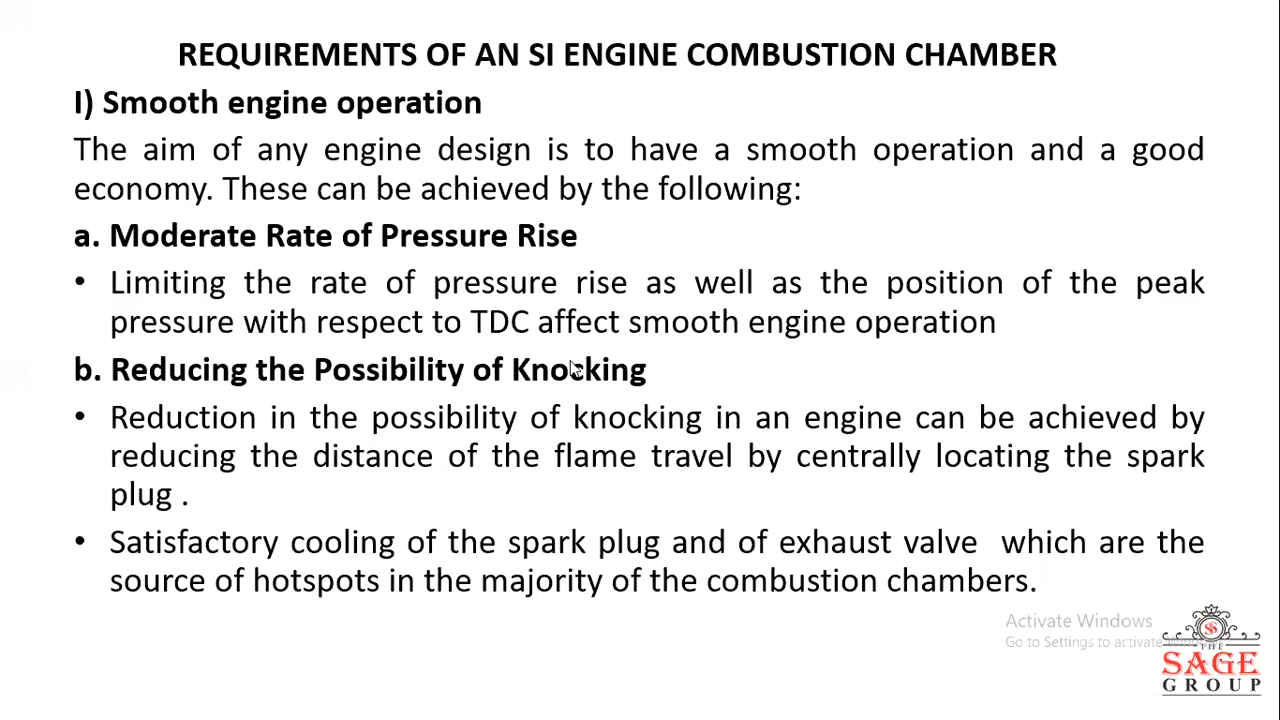 REQUIREMENTS OF AN SI ENGINE COMBUSTION CHAMBER
I) Smooth engine operation
The aim of any engine design is to have a smooth operation and a good
economy. These can be achieved by the following:
a. Moderate Rate of Pressure Rise
• Limiting the rate of pressure rise as well as the position of the peak
pressure with respect to TDC affect smooth engine operation
b. Reducing the Possibility of Knocking
• Reduction in the possibility of knocking in an engine can be achieved by
reducing the distance of the flame travel by centrally locating the spark
plug .
• Satisfactory cooling of the spark plug and of exhaust valve which are the
source of hotspots in the majority of the combustion chambers.
Activate Windows
Go to Settings to activate
THE
SAGE
GROUP